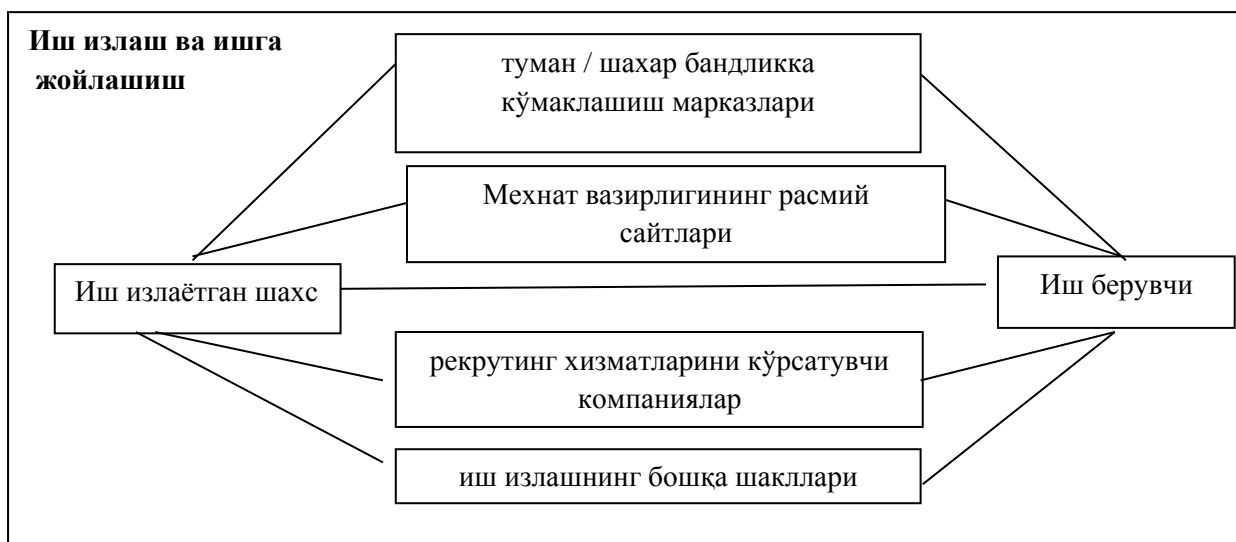 Иш излаш ва ишга
жойлашиш
туман / шахар бандликка
кўмаклашиш марказлари
Мехнат вазирлигининг расмий
сайтлари
Иш излаётган шахс
Иш берувчи
рекрутинг хизматларини кўрсатувчи
компаниялар
иш излашнинг бошқа шакллари